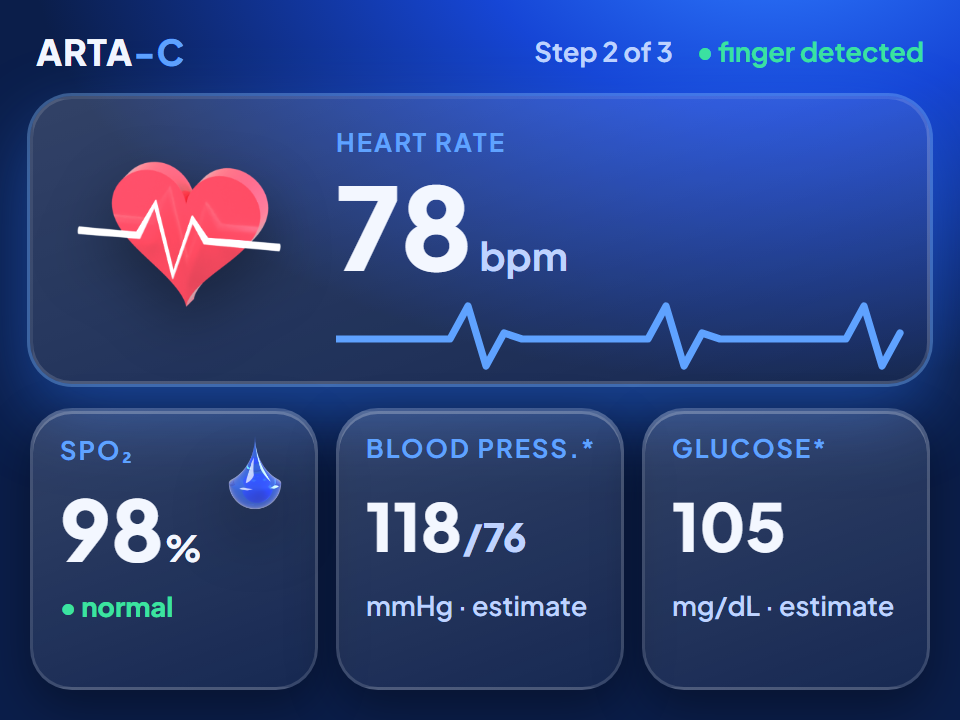 ARTA-C
Step 2 of 3 • finger detected
HEART RATE
78 bpm
SPO₂
98%
• normal
BLOOD PRESS.*
118/76
mmHg · estimate
GLUCOSE*
105
mg/dL · estimate